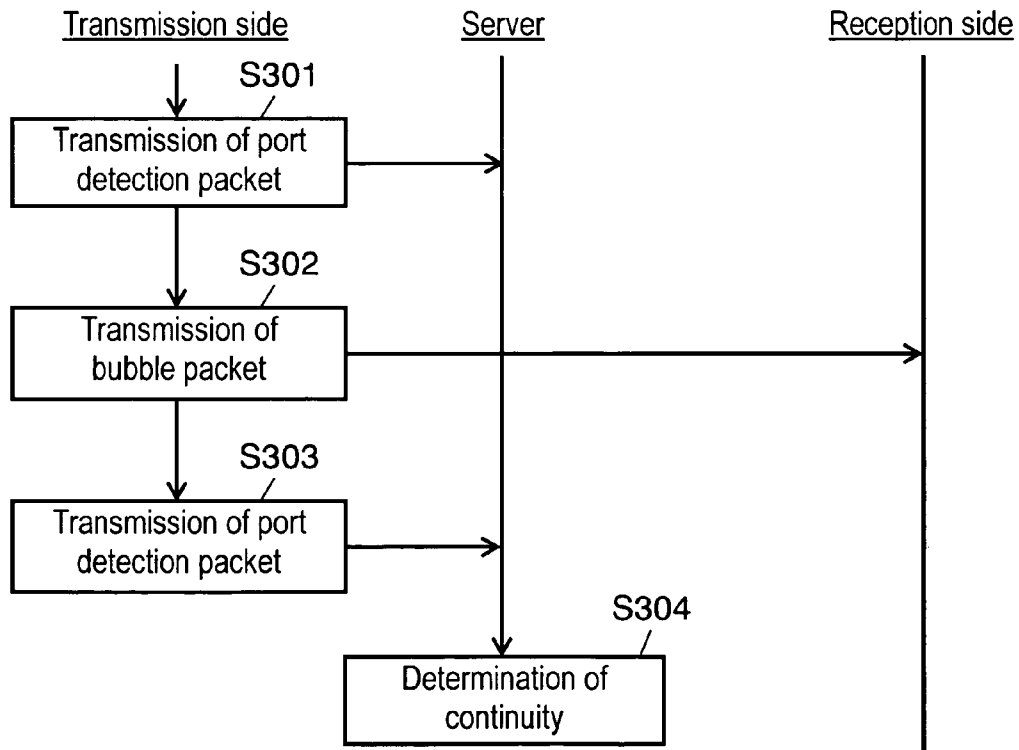 Transmission side
Server
Reception side
S301
Transmission of port
detection packet
S302
Transmission of
bubble packet
S303
Transmission of port
detection packet
S304
Determination of
continuity